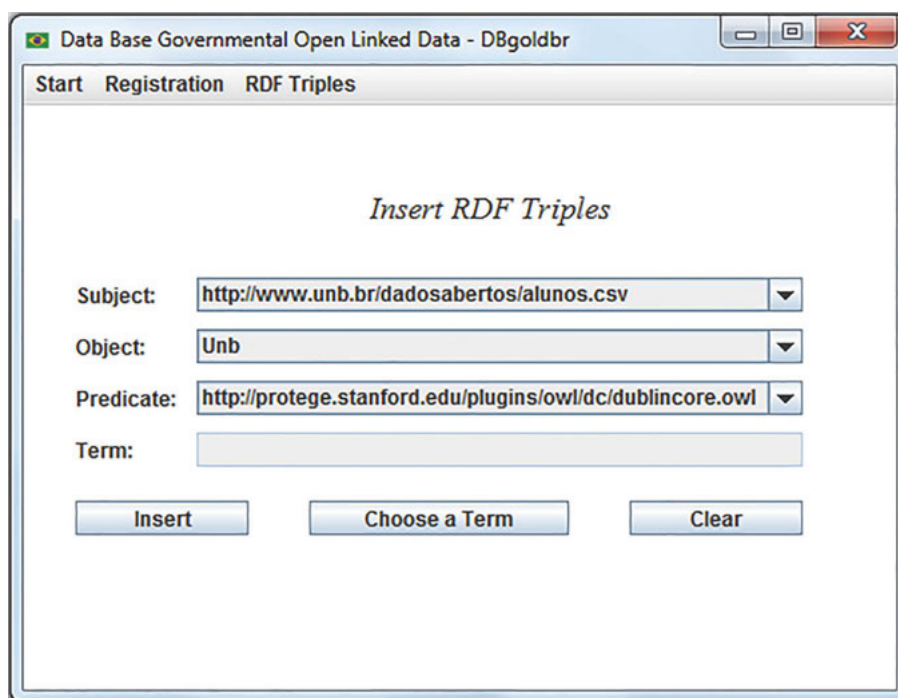 Data Base Governmental Open Linked Data - DBgoldbr
Start Registration RDF Triples
Insert RDF Triples
Subject: http://www.unb.br/dadosabertos/alunos.csv
Object: Unb
Predicate: http://protege.stanford.edu/plugins/owl/dc/dublincore.owl
Term:
Insert Choose a Term Clear